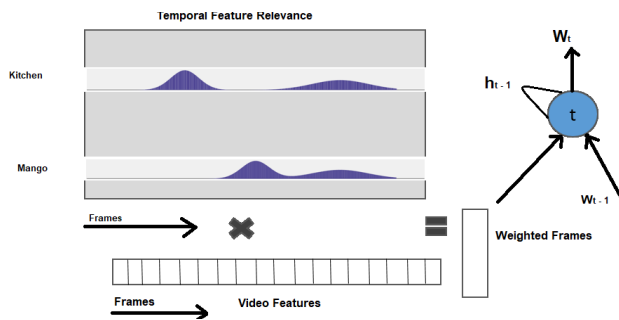 Temporal Feature Relevance
Kitchen
Mango
Frames
Frames
Video Features
Weighted Frames
Wt
ht - 1
t
Wt - 1